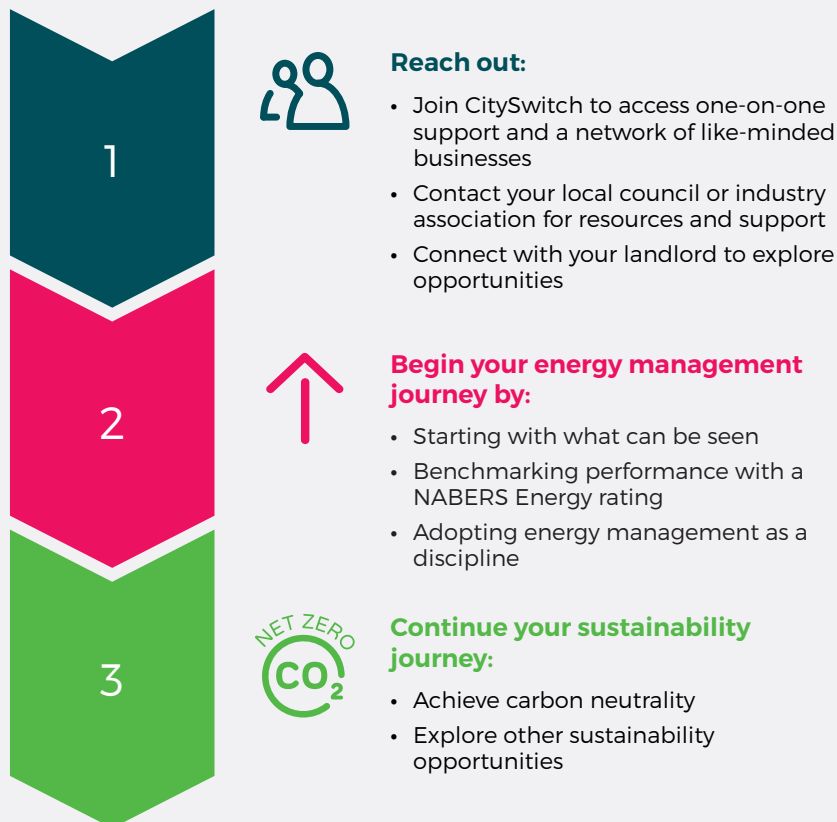 1
Reach out:
• Join CitySwitch to access one-on-one
support and a network of like-minded
businesses
• Contact your local council or industry
association for resources and support
• Connect with your landlord to explore
opportunities
2
Begin your energy management
journey by:
• Starting with what can be seen
• Benchmarking performance with a
NABERS Energy rating
• Adopting energy management as a
discipline
3
NET ZERO
CO₂
Continue your sustainability
journey:
• Achieve carbon neutrality
• Explore other sustainability
opportunities